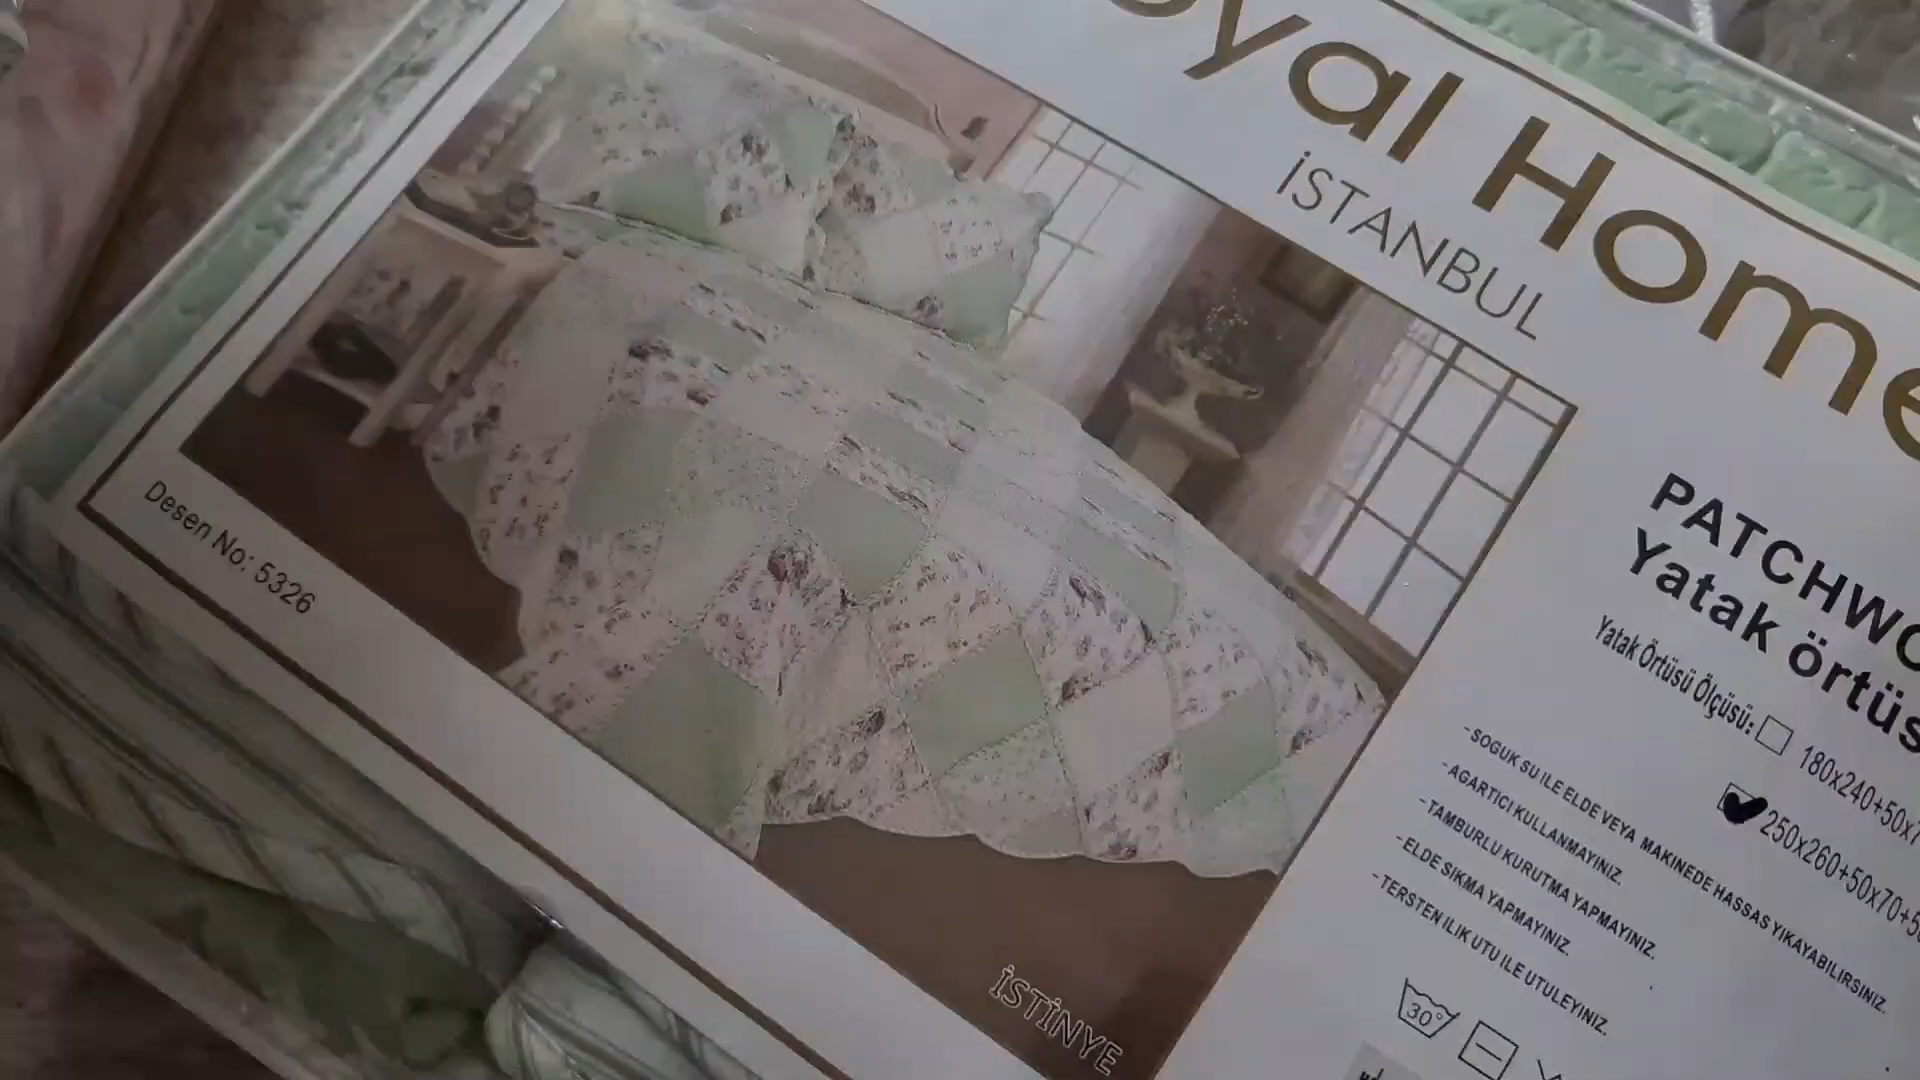 oyal Home
İSTANBUL
PATCHWO
Yatak örtüs
Yatak Örtüsü Ölçüsü: 180x240+50x7
250x260+50x70+5
-SOGUK SU ILE ELDE VEYA MAKINEDE HASSAS YIKAYABILIRSINIZ.
-AGARTICI KULLANMAYINIZ.
-TAMBURLU KURUTMA YAPMAYINIZ.
-ELDE SIKMA YAPMAYINIZ.
-TERSTEN ILIK UTU ILE UTULEYINIZ.
30°
Desen No: 5326
İSTİNYE